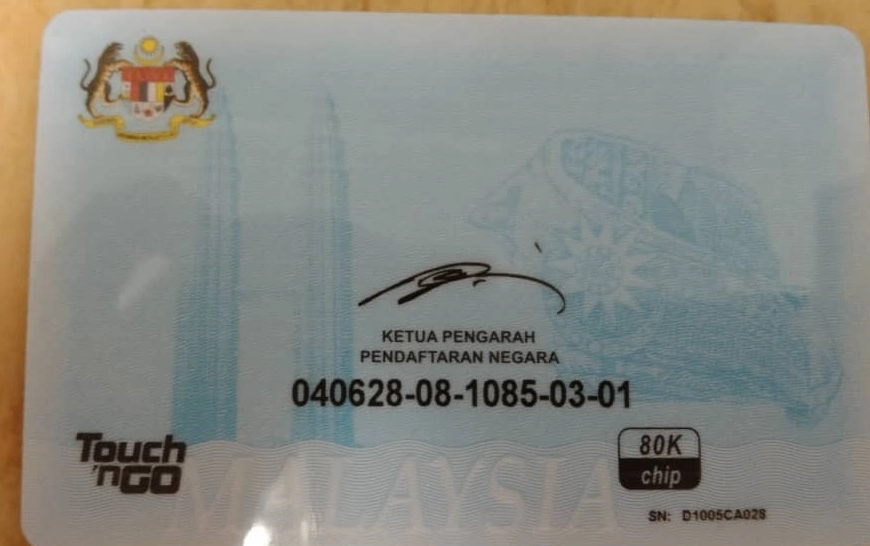 KETUA PENGARAH
PENDAFTARAN NEGARA
040628-08-1085-03-01
Touch
'nGO
80K
chip
MALAYSIA
SN: D1005CA028